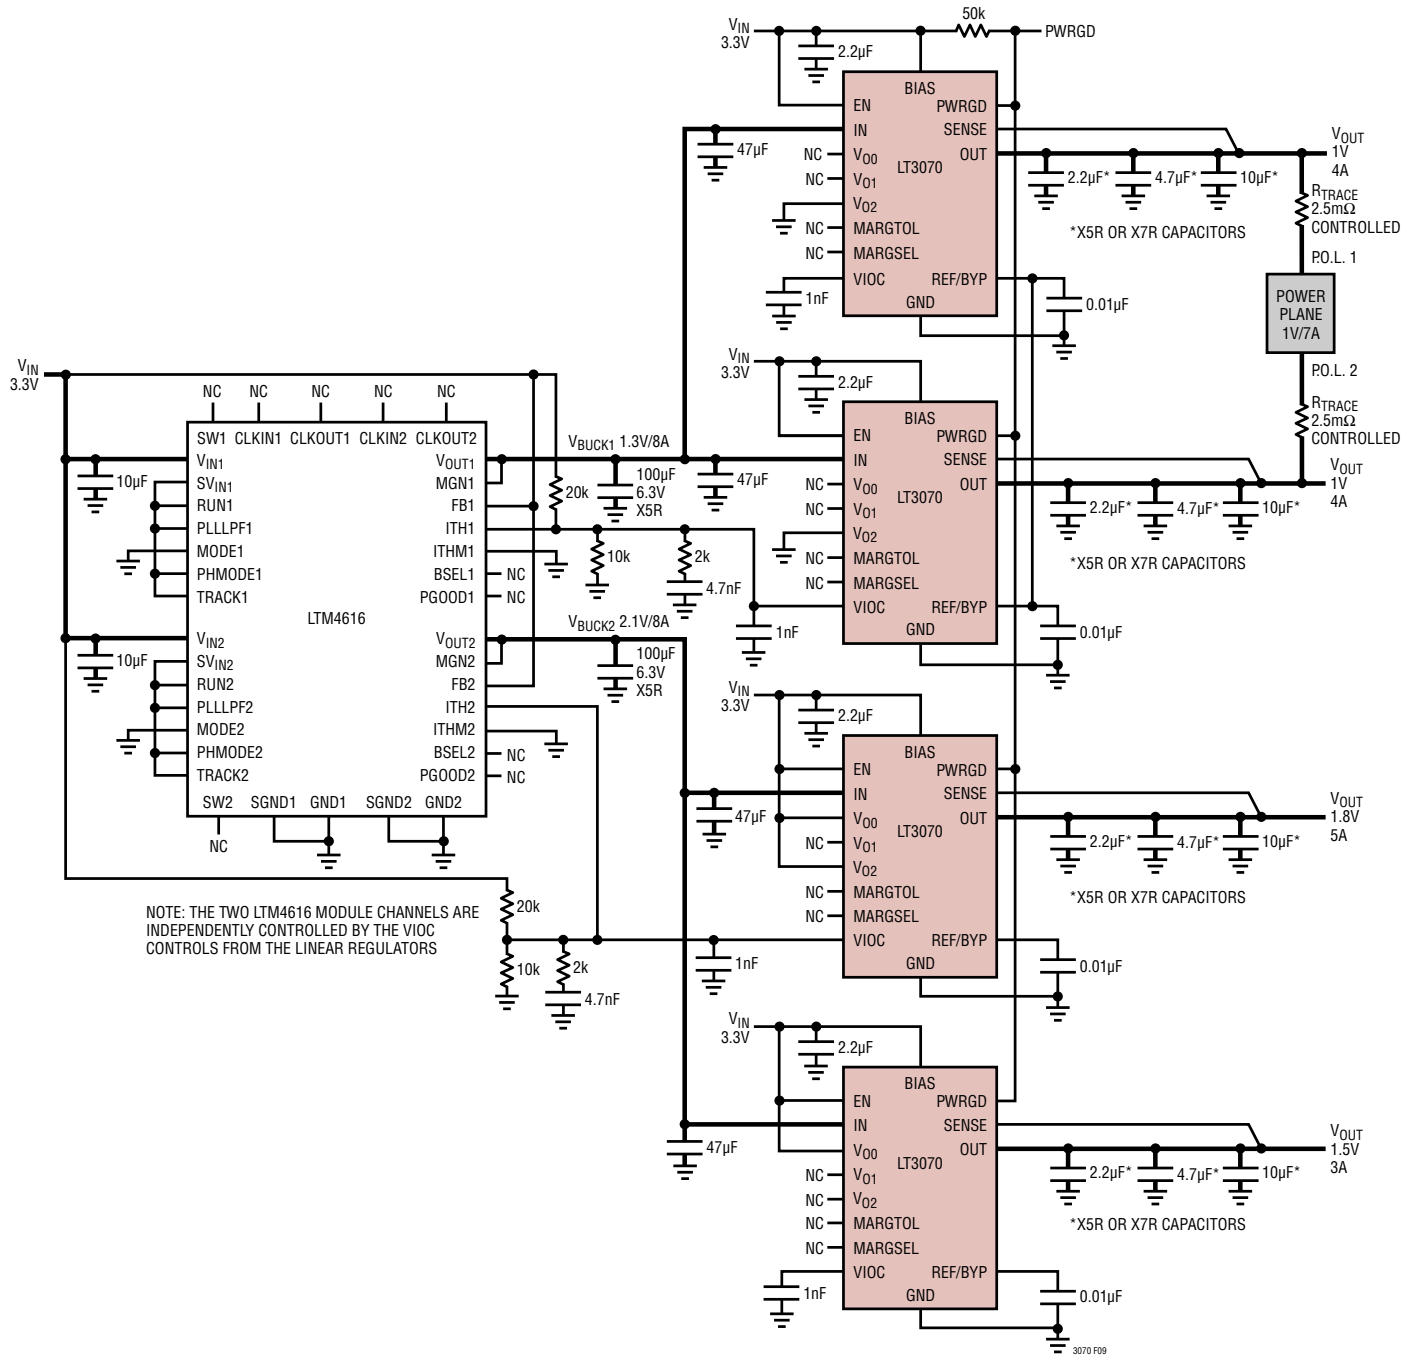 VIN
3.3V
50k
PWRGD
2.2µF
BIAS
EN
PWRGD
IN
SENSE
47µF
NC
VO0
LT3070
OUT
NC
VO1
VO2
NC
MARGTOL
NC
MARGSEL
VIOC
REF/BYP
1nF
GND
0.01µF
2.2µF*
4.7µF*
10µF*
*X5R OR X7R CAPACITORS
VOUT
1V
4A
RTRACE
2.5mΩ
CONTROLLED
P.O.L. 1
POWER
PLANE
1V/7A
P.O.L. 2
RTRACE
2.5mΩ
CONTROLLED
VIN
3.3V
2.2µF
BIAS
EN
PWRGD
IN
SENSE
47µF
NC
VO0
LT3070
OUT
NC
VO1
VO2
NC
MARGTOL
NC
MARGSEL
VIOC
REF/BYP
1nF
GND
0.01µF
2.2µF*
4.7µF*
10µF*
*X5R OR X7R CAPACITORS
VOUT
1V
4A
VIN
3.3V
NC
NC
NC
NC
NC
SW1
CLKIN1
CLKOUT1
CLKIN2
CLKOUT2
10µF
VIN1
SVIN1
RUN1
PLLLPF1
MODE1
PHMODE1
TRACK1
VOUT1
MGN1
FB1
ITH1
ITHM1
BSEL1
NC
PGOOD1
NC
LTM4616
10µF
VIN2
SVIN2
RUN2
PLLLPF2
MODE2
PHMODE2
TRACK2
VOUT2
MGN2
FB2
ITH2
ITHM2
BSEL2
NC
PGOOD2
NC
SW2
SGND1
GND1
SGND2
GND2
NC
VBUCK1 1.3V/8A
100µF
6.3V
X5R
20k
10k
2k
4.7nF
VBUCK2 2.1V/8A
100µF
6.3V
X5R
20k
10k
2k
4.7nF
NOTE: THE TWO LTM4616 MODULE CHANNELS ARE
INDEPENDENTLY CONTROLLED BY THE VIOC
CONTROLS FROM THE LINEAR REGULATORS
VIN
3.3V
2.2µF
BIAS
EN
PWRGD
IN
SENSE
47µF
VO0
LT3070
OUT
NC
VO1
VO2
NC
MARGTOL
NC
MARGSEL
VIOC
REF/BYP
1nF
GND
0.01µF
2.2µF*
4.7µF*
10µF*
*X5R OR X7R CAPACITORS
VOUT
1.8V
5A
VIN
3.3V
2.2µF
BIAS
EN
PWRGD
IN
SENSE
47µF
VO0
LT3070
OUT
NC
VO1
NC
VO2
NC
MARGTOL
NC
MARGSEL
VIOC
REF/BYP
1nF
GND
0.01µF
2.2µF*
4.7µF*
10µF*
*X5R OR X7R CAPACITORS
VOUT
1.5V
3A
3070 F09